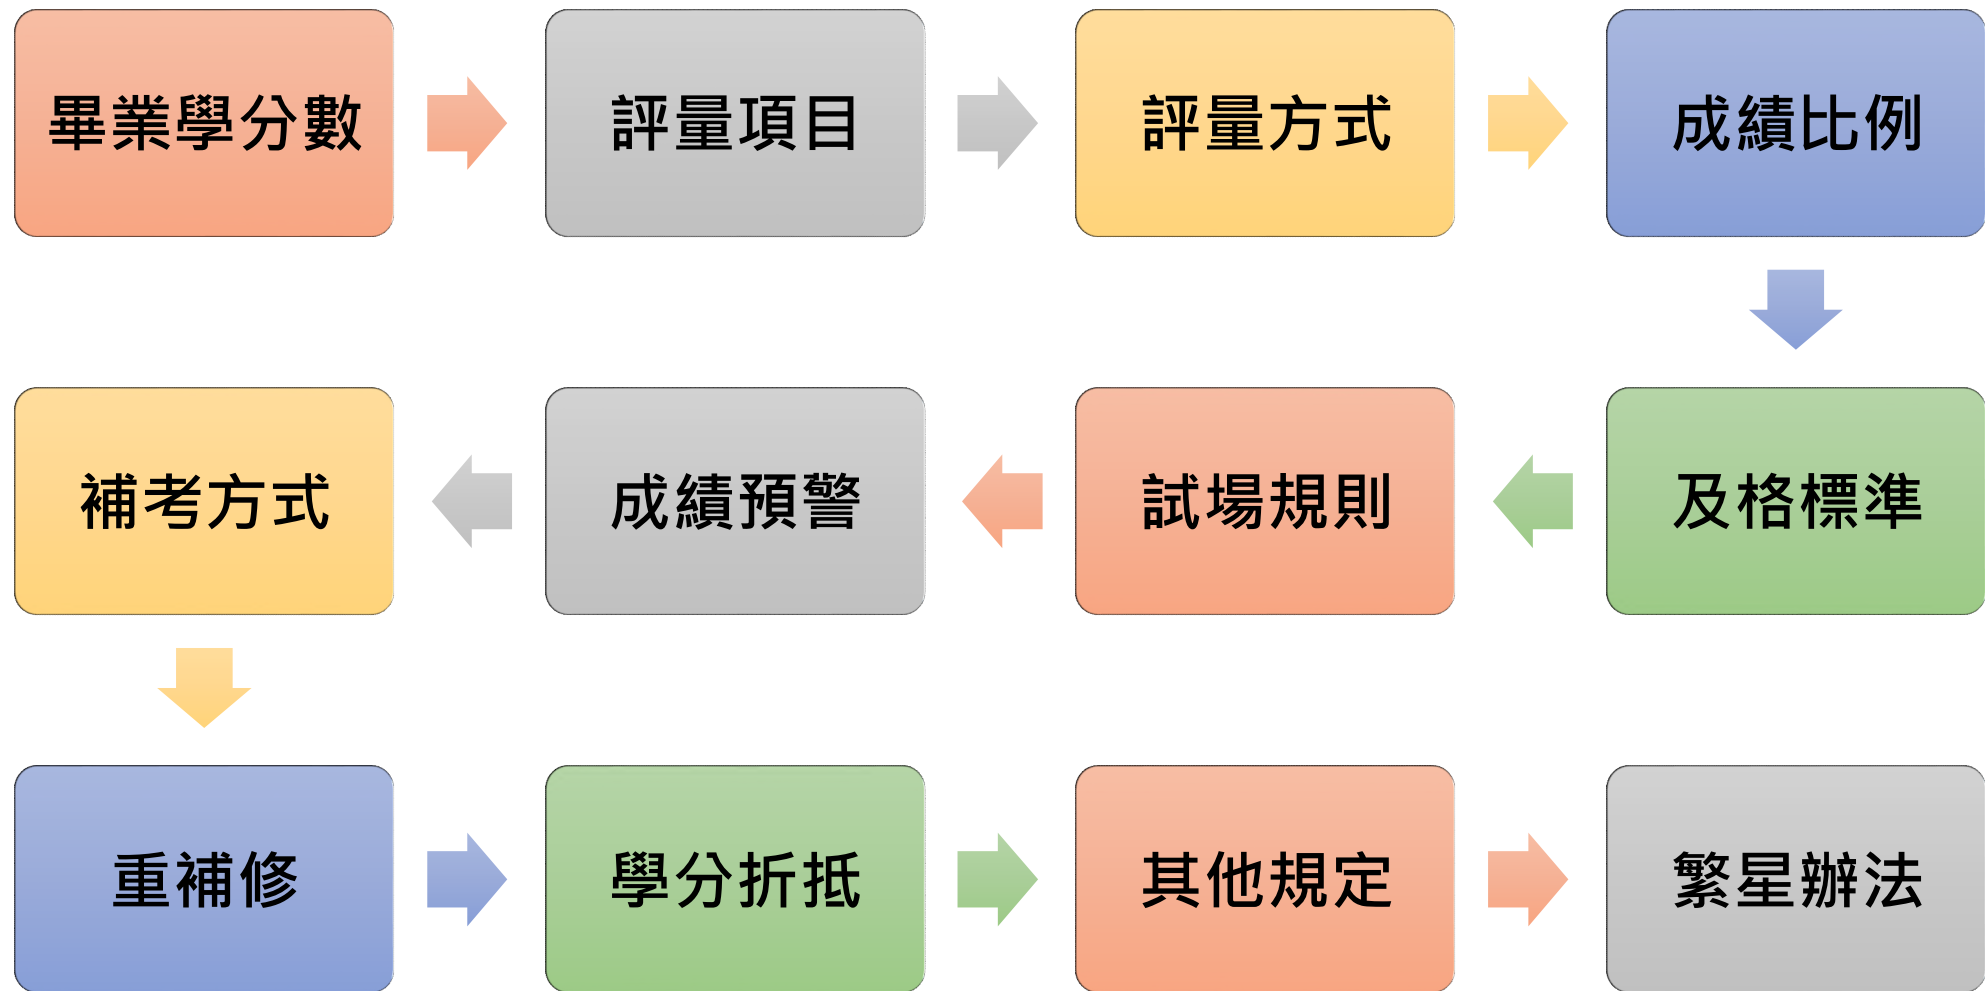 畢業學分數
評量項目
評量方式
成績比例
及格標準
試場規則
成績預警
補考方式
重補修
學分折抵
其他規定
繁星辦法